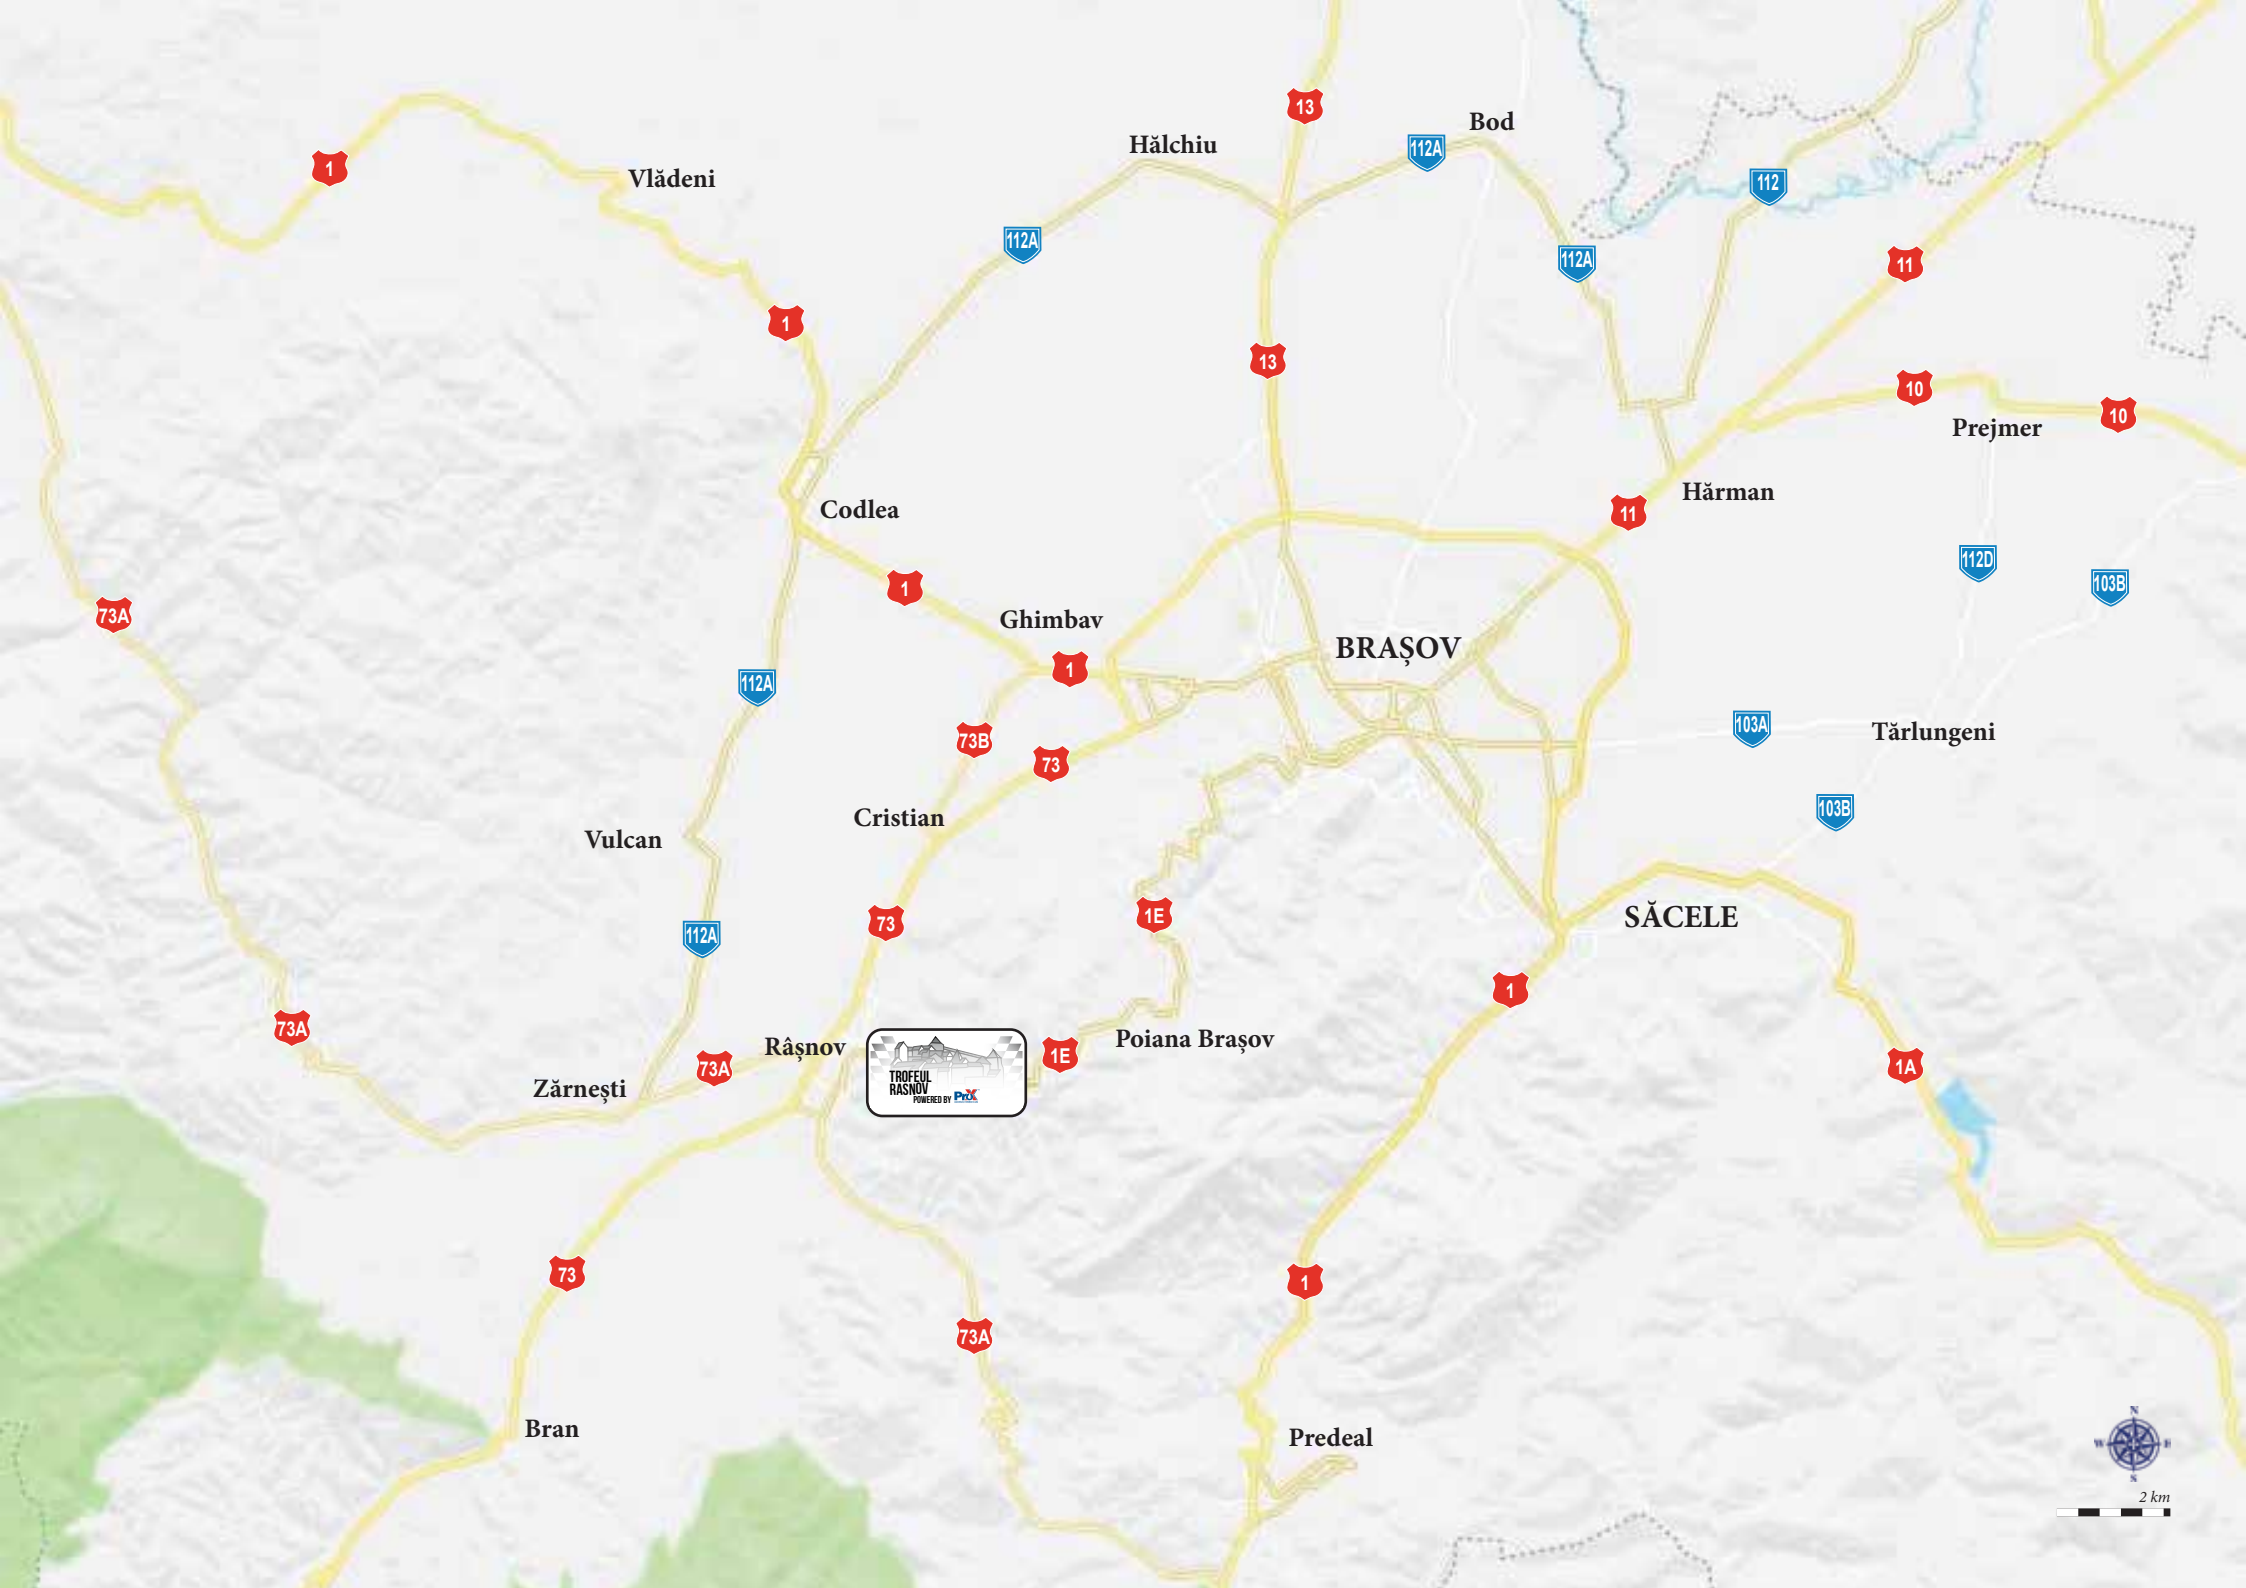 13
Bod
112A
Hălchiu
1
Vlădeni
112
112A
112A
11
1
13
10
10
Prejmer
Hărman
Codlea
11
112D
1
103B
73A
Ghimbav
BRAȘOV
1
112A
103A
Tărlungeni
73B
73
103B
Cristian
Vulcan
1E
SĂCELE
73
112A
1
73A
Râșnov
Poiana Brașov
1E
73A
1A
TROFEUL
RASNOV
POWERED BY ProX
Zărnești
73
1
73A
N
W E
S
Bran
Predeal
2 km